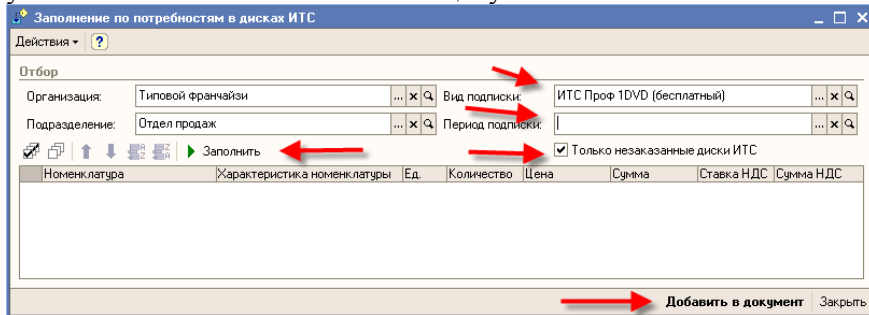 Заполнение по потребностям в дисках ИТС
Действия ?
Отбор
Организация: Типовой франчайзи ... x Вид подписки: ИТС Проф 1DVD (бесплатный) ... x
Подразделение: Отдел продаж ... x Период подписки: ... x
Заполнить Только незаказанные диски ИТС
Номенклатура Характеристика номенклатуры Ед. Количество Цена Сумма Ставка НДС Сумма НДС
Добавить в документ Закрыть